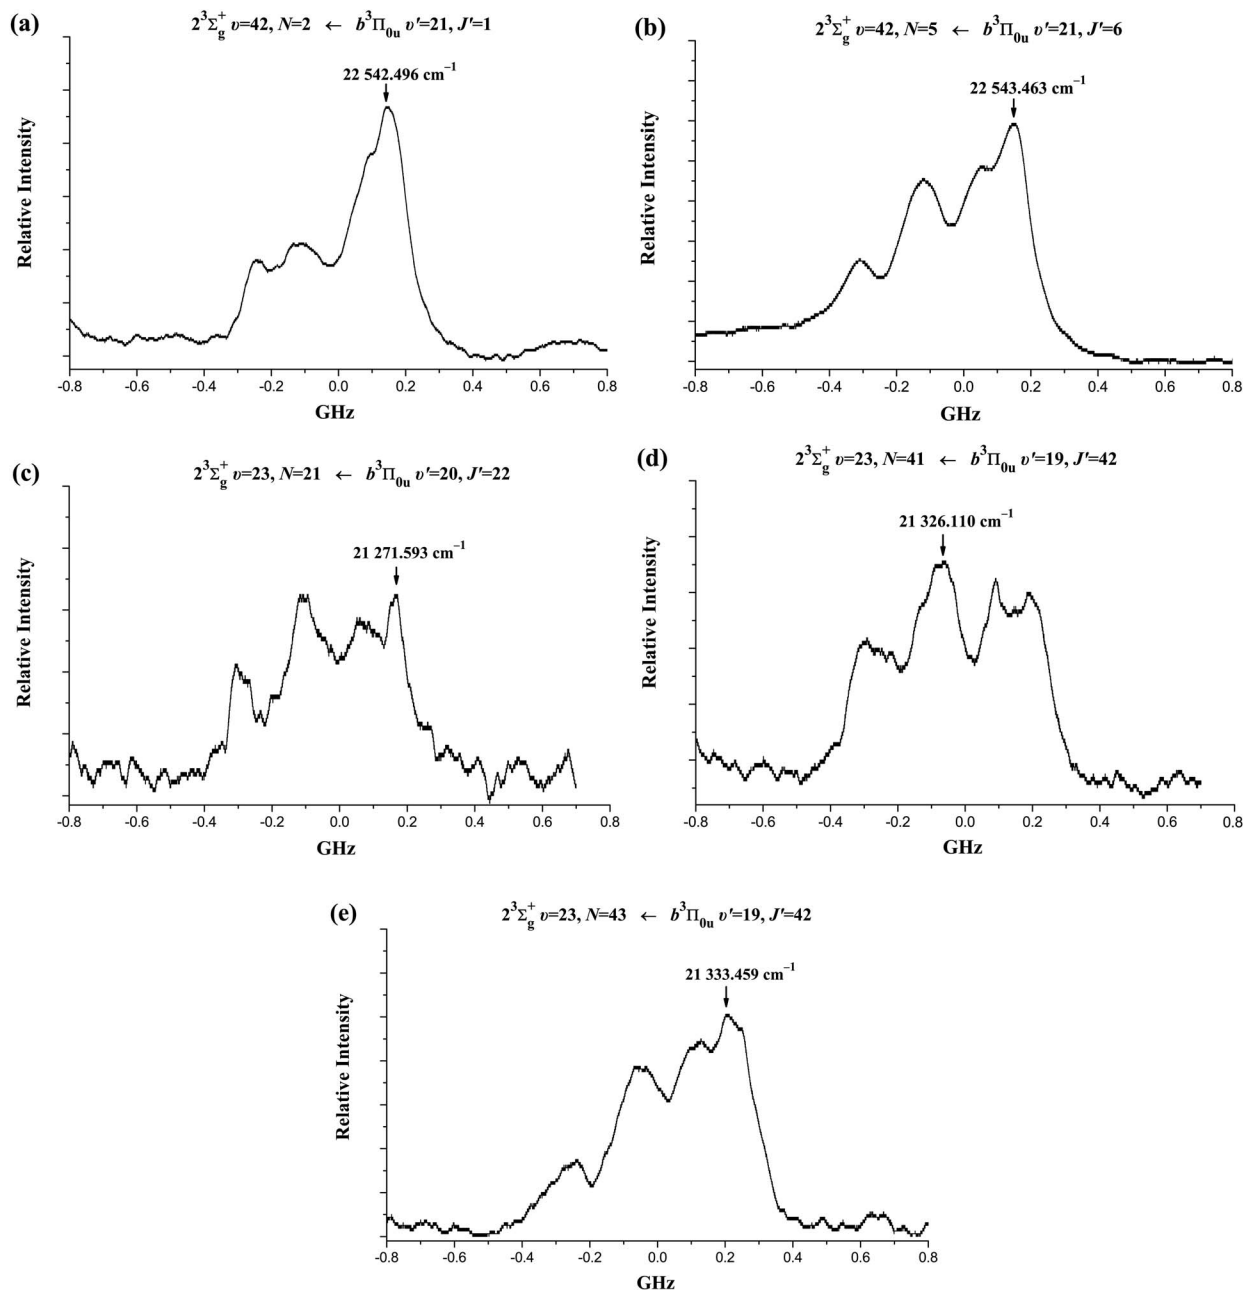 (a)
2³Σg⁺ υ=42, N=2 ← b³Π0u υ'=21, J'=1
22 542.496 cm⁻¹
Relative Intensity
-0.8 -0.6 -0.4 -0.2 0.0 0.2 0.4 0.6 0.8
GHz
(b)
2³Σg⁺ υ=42, N=5 ← b³Π0u υ'=21, J'=6
22 543.463 cm⁻¹
Relative Intensity
-0.8 -0.6 -0.4 -0.2 0.0 0.2 0.4 0.6 0.8
GHz
(c)
2³Σg⁺ υ=23, N=21 ← b³Π0u υ'=20, J'=22
21 271.593 cm⁻¹
Relative Intensity
-0.8 -0.6 -0.4 -0.2 0.0 0.2 0.4 0.6 0.8
GHz
(d)
2³Σg⁺ υ=23, N=41 ← b³Π0u υ'=19, J'=42
21 326.110 cm⁻¹
Relative Intensity
-0.8 -0.6 -0.4 -0.2 0.0 0.2 0.4 0.6 0.8
GHz
(e)
2³Σg⁺ υ=23, N=43 ← b³Π0u υ'=19, J'=42
21 333.459 cm⁻¹
Relative Intensity
-0.8 -0.6 -0.4 -0.2 0.0 0.2 0.4 0.6 0.8
GHz